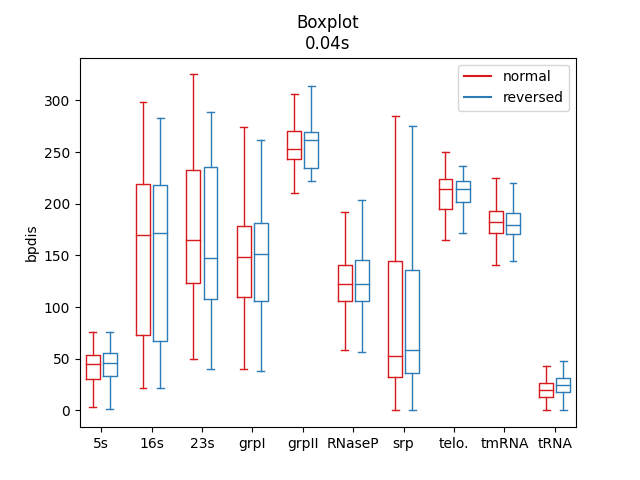 Boxplot
0.04s
normal
reversed
bpdis
300
250
200
150
100
50
0
5s 16s 23s grpI grpII RNaseP srp telo. tmRNA tRNA